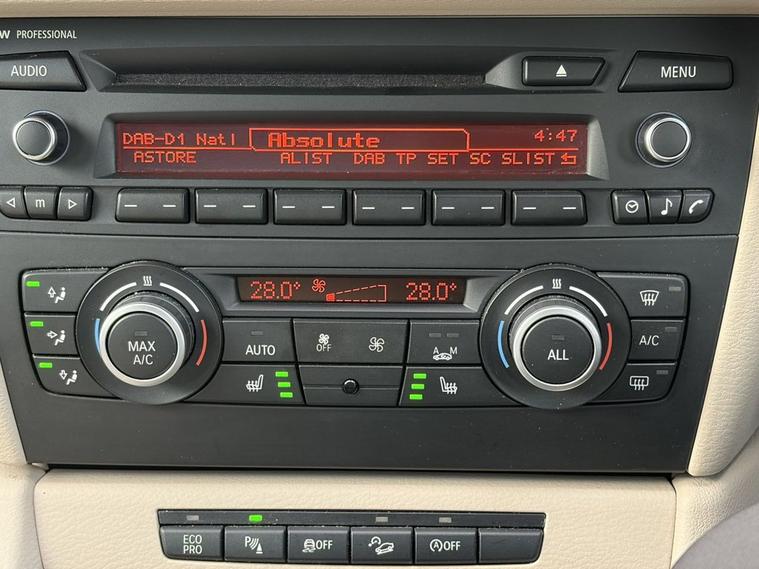 W PROFESSIONAL
AUDIO
MENU
DAB-D1 Natl Absolute 4:47
ASTORE ALIST DAB TP SET SC SLIST
m
28.0° 28.0°
MAX A/C
AUTO
OFF
A M
ALL
A/C
ECO PRO
P
OFF
A OFF